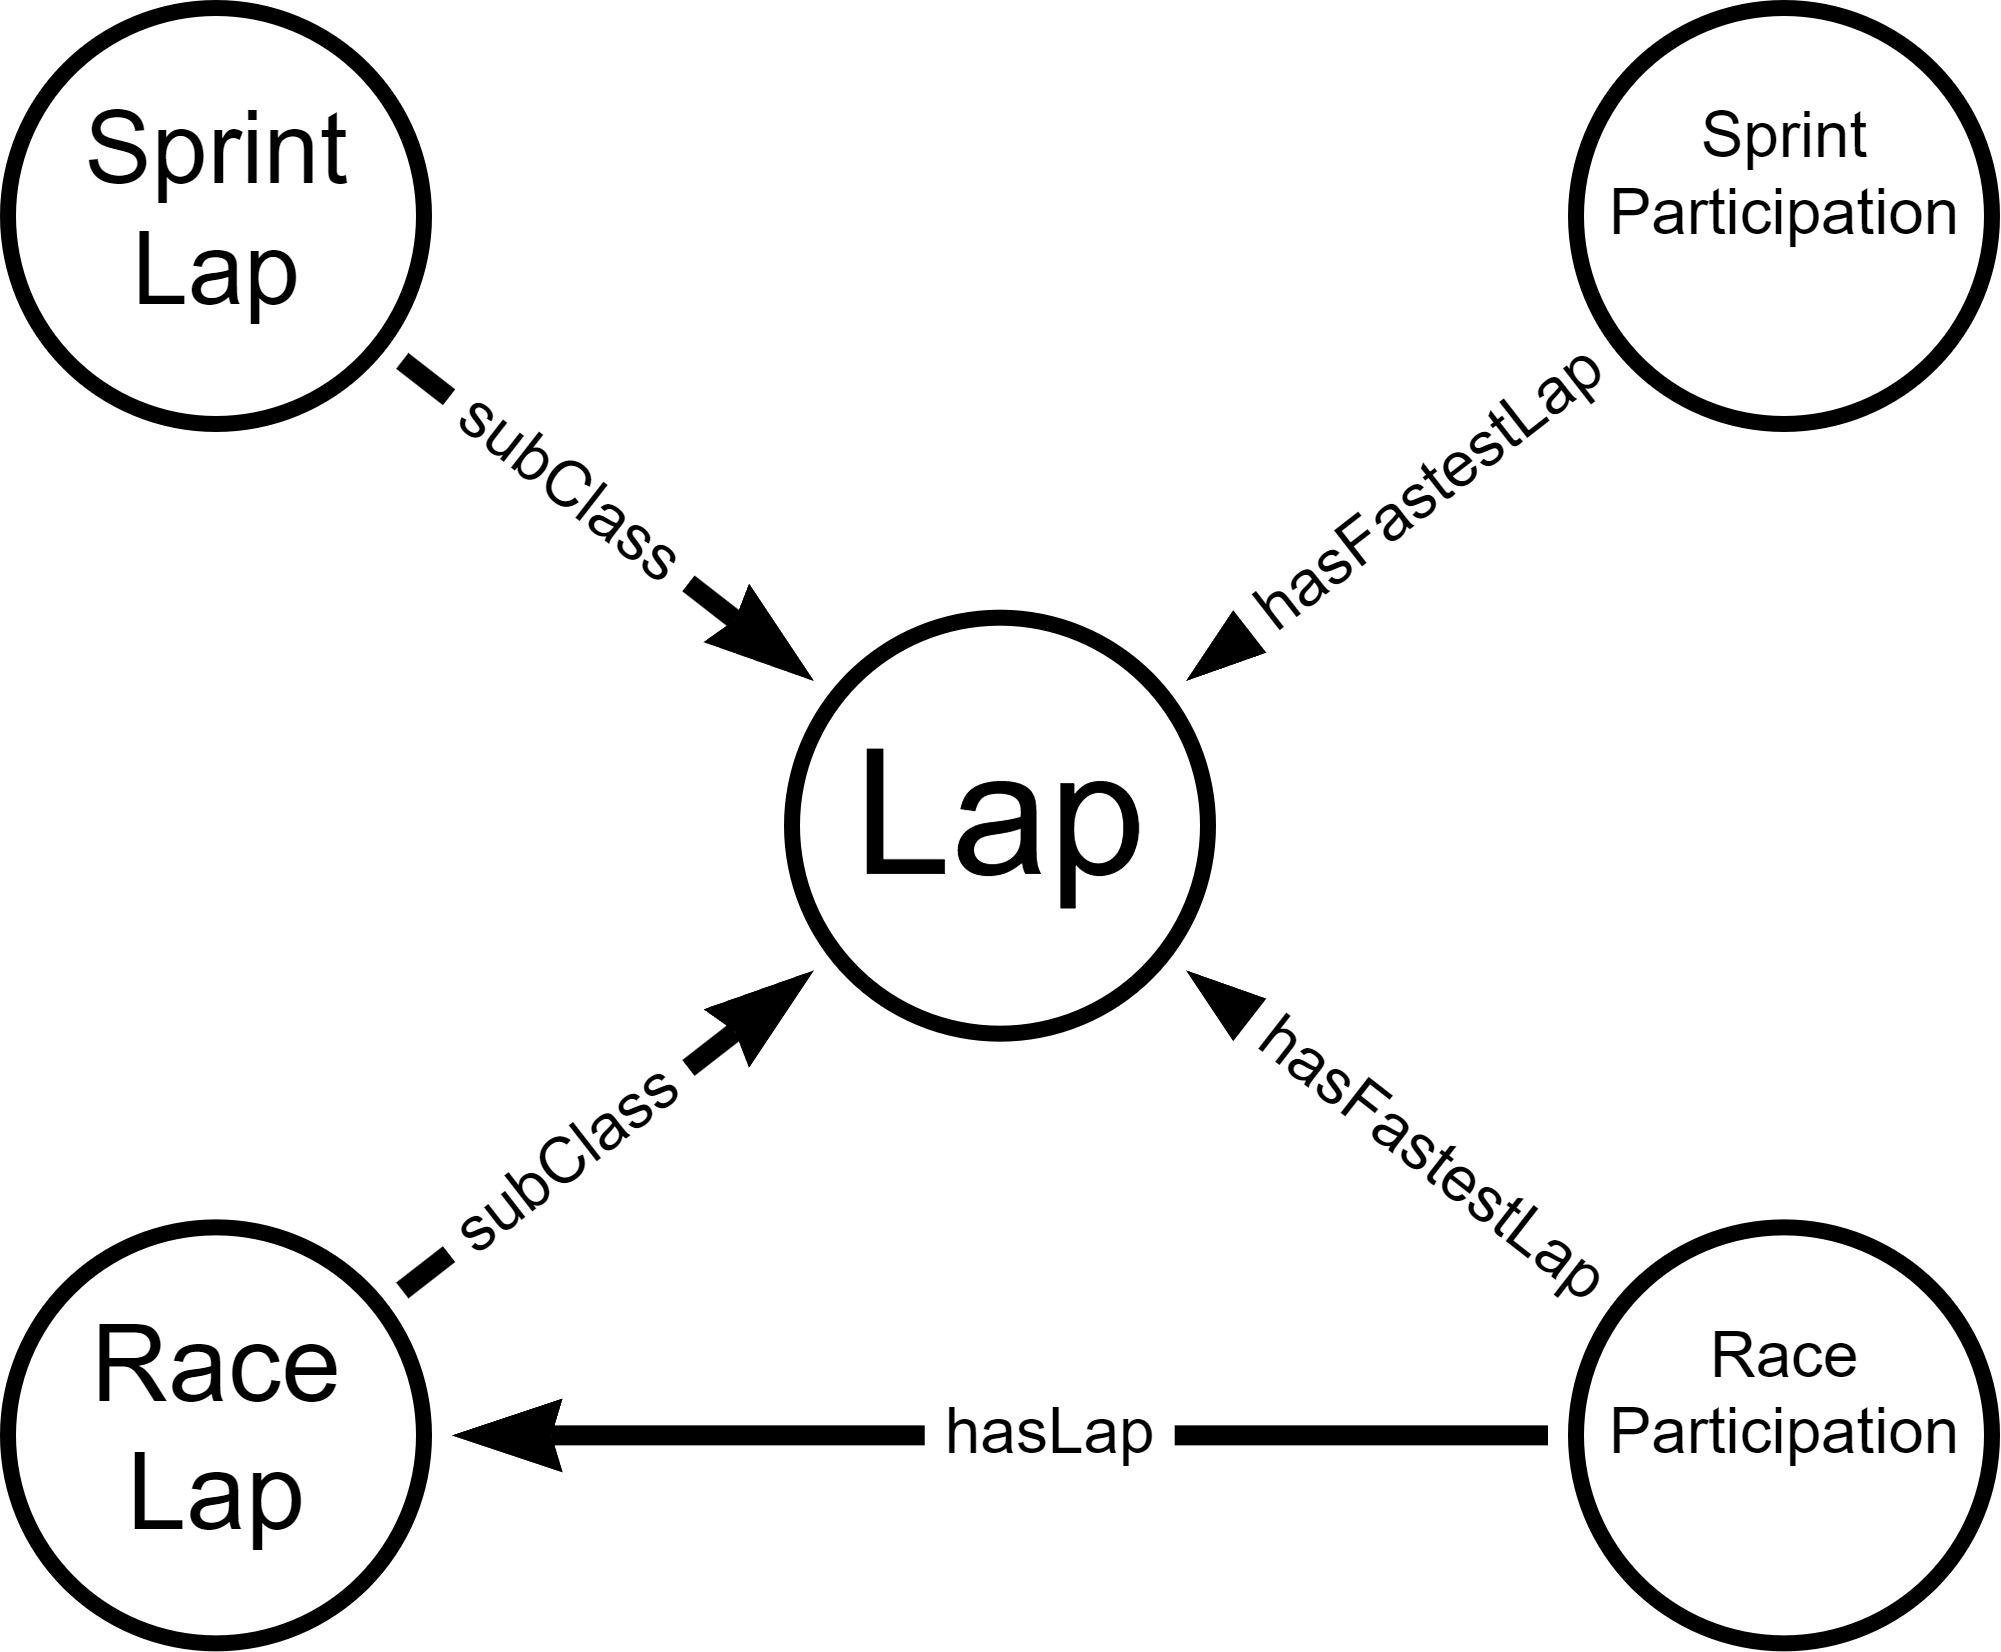 Sprint
Lap
Sprint
Participation
subClass
hasFastestLap
Lap
subClass
hasFastestLap
Race
Lap
hasLap
Race
Participation